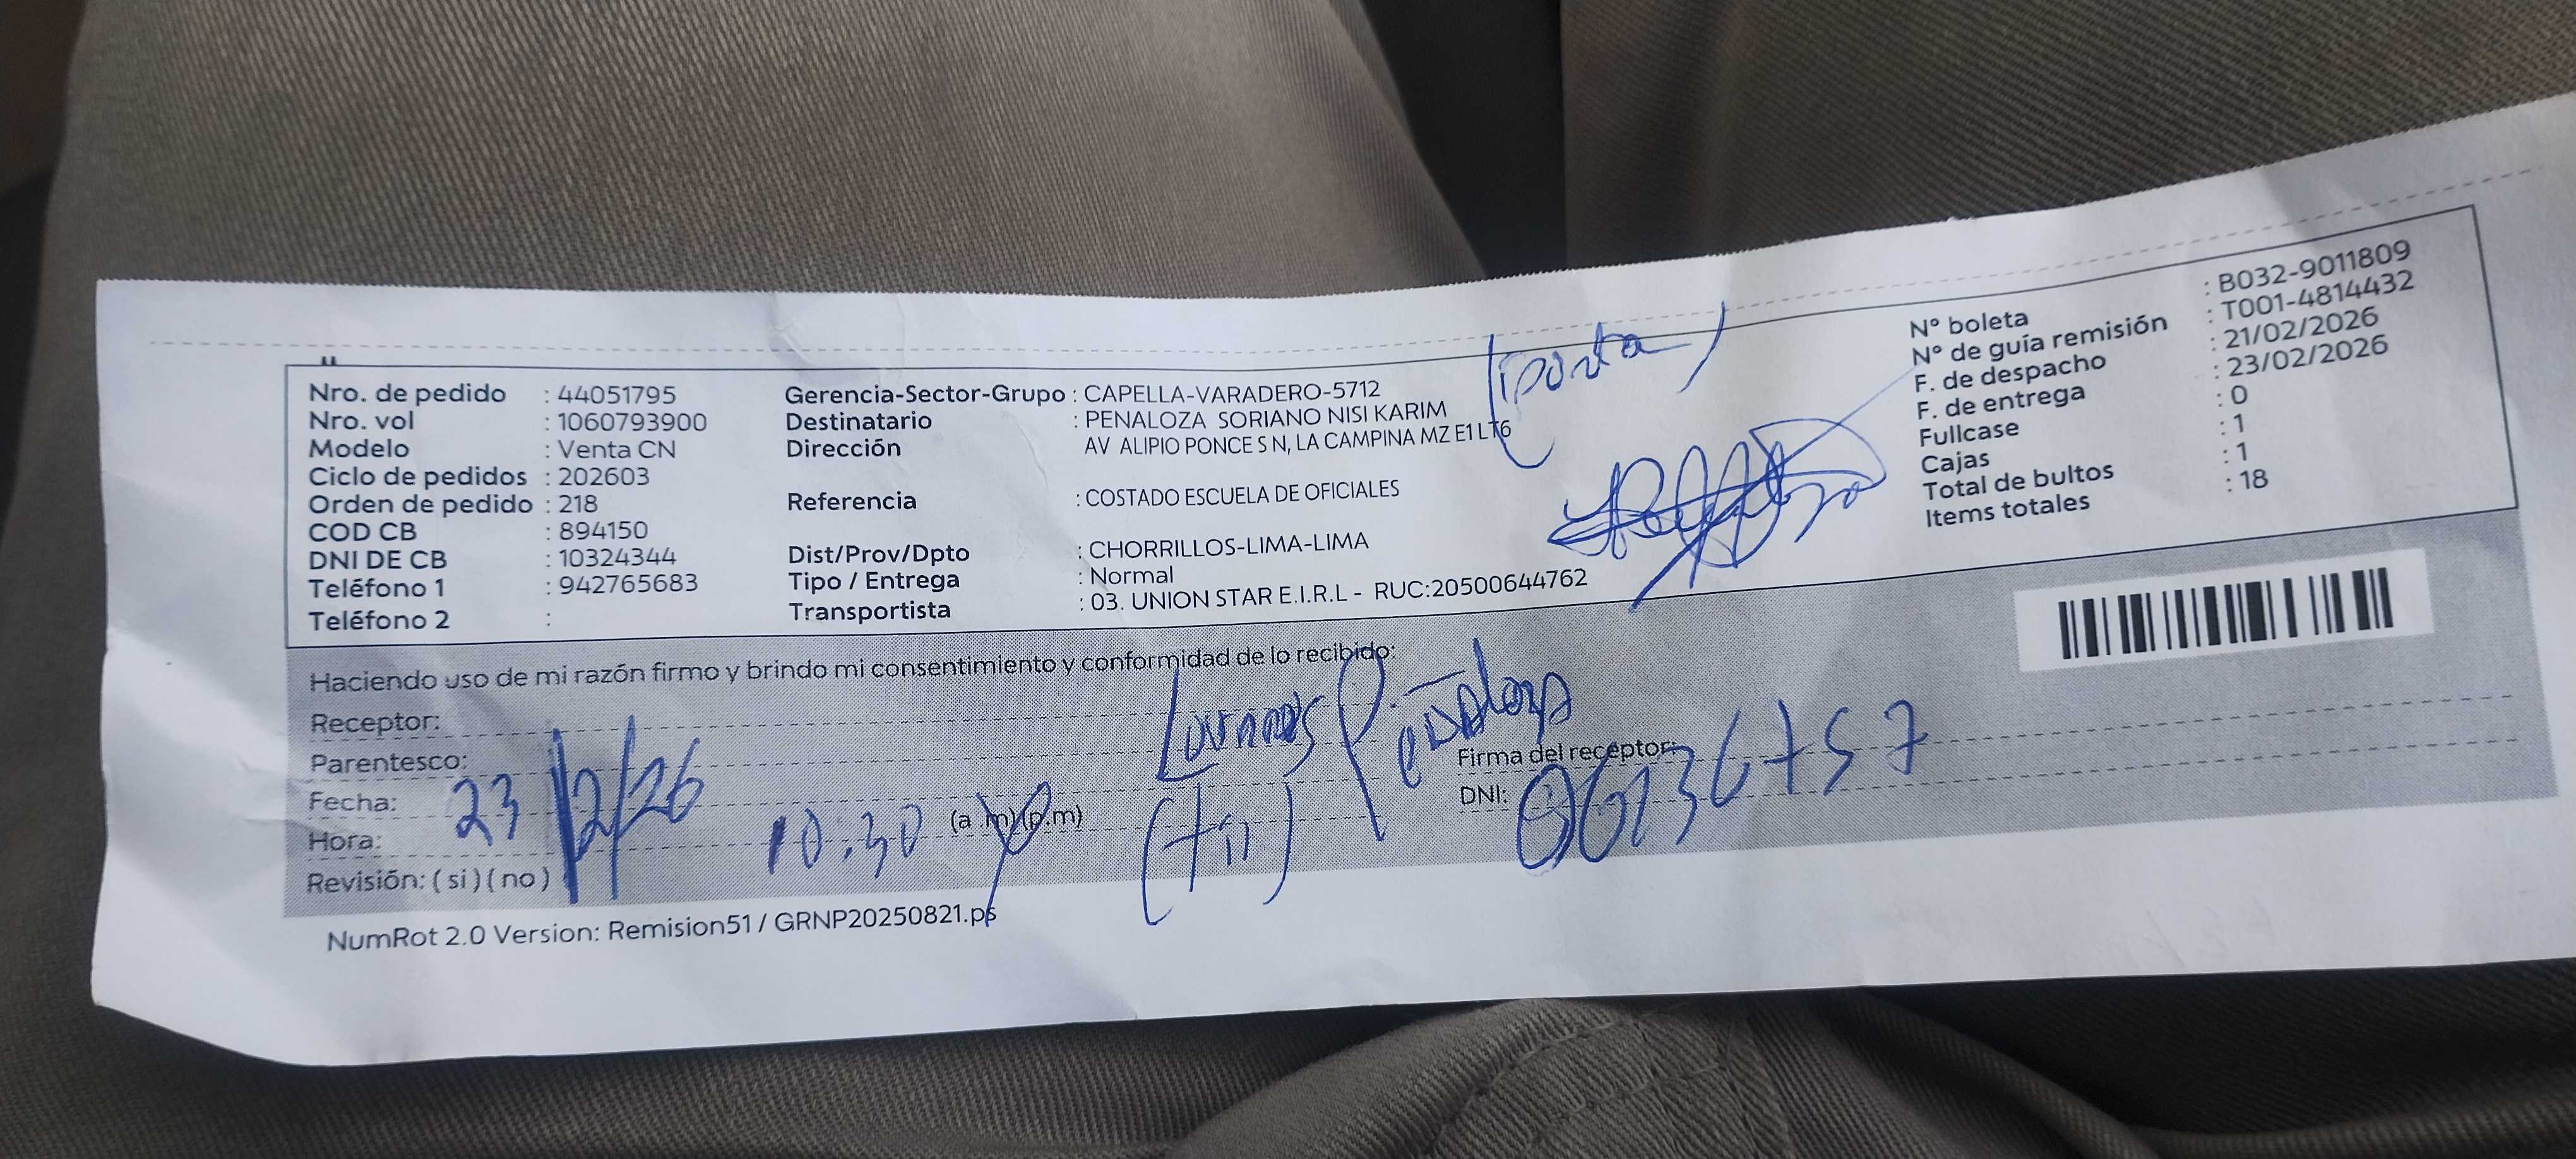 Nro. de pedido : 44051795
Nro. vol : 1060793900
Modelo : Venta CN
Ciclo de pedidos : 202603
Orden de pedido : 218
COD CB : 894150
DNI DE CB : 10324344
Teléfono 1 : 942765683
Teléfono 2 :
Gerencia-Sector-Grupo : CAPELLA-VARADERO-5712
Destinatario : PENALOZA SORIANO NISI KARIM
Dirección AV ALIPIO PONCE S N, LA CAMPINA MZ E1 LT6
Referencia : COSTADO ESCUELA DE OFICIALES
Dist/Prov/Dpto : CHORRILLOS-LIMA-LIMA
Tipo / Entrega : Normal
Transportista : 03. UNION STAR E.I.R.L - RUC:20500644762
N° boleta : B032-9011809
N° de guía remisión : T001-4814432
F. de despacho : 21/02/2026
F. de entrega : 23/02/2026
Fullcase : 0
Cajas : 1
Total de bultos : 1
Items totales : 18
Haciendo uso de mi razón firmo y brindo mi consentimiento y conformidad de lo recibido:
Receptor: Peñaloza
Parentesco:
Firma del receptor:
Fecha: 23/2/26
DNI:
Hora: 10:30 (a.m)(p.m)
Revisión: (si)(no)
NumRot 2.0 Version: Remision51 / GRNP20250821.ps